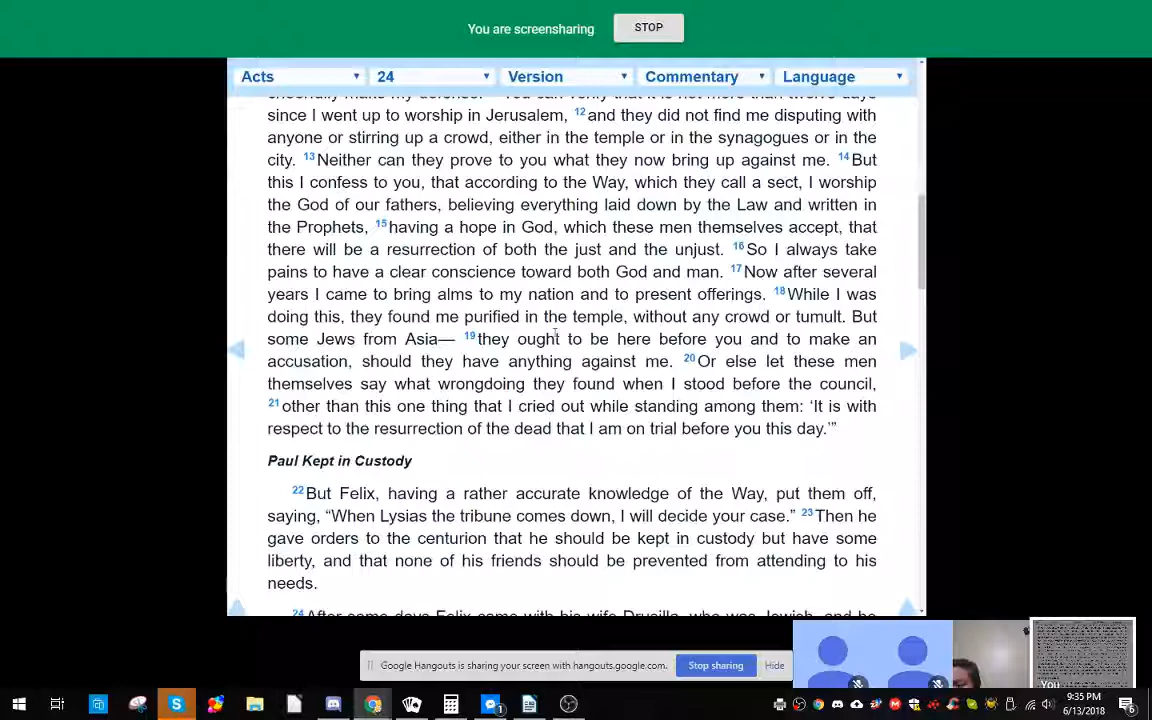 You are screensharing STOP
Acts 24 Version Commentary Language
since I went up to worship in Jerusalem, 12 and they did not find me disputing with
anyone or stirring up a crowd, either in the temple or in the synagogues or in the
city. 13 Neither can they prove to you what they now bring up against me. 14 But
this I confess to you, that according to the Way, which they call a sect, I worship
the God of our fathers, believing everything laid down by the Law and written in
the Prophets, 15 having a hope in God, which these men themselves accept, that
there will be a resurrection of both the just and the unjust. 16 So I always take
pains to have a clear conscience toward both God and man. 17 Now after several
years I came to bring alms to my nation and to present offerings. 18 While I was
doing this, they found me purified in the temple, without any crowd or tumult. But
some Jews from Asia— 19 they ought to be here before you and to make an
accusation, should they have anything against me. 20 Or else let these men
themselves say what wrongdoing they found when I stood before the council,
21 other than this one thing that I cried out while standing among them: ‘It is with
respect to the resurrection of the dead that I am on trial before you this day.’”
Paul Kept in Custody
22 But Felix, having a rather accurate knowledge of the Way, put them off,
saying, “When Lysias the tribune comes down, I will decide your case.” 23 Then he
gave orders to the centurion that he should be kept in custody but have some
liberty, and that none of his friends should be prevented from attending to his
needs.
24 After some days Felix came with his wife Drusilla, who was Jewish, and he
Google Hangouts is sharing your screen with hangouts.google.com. Stop sharing Hide
You
9:35 PM
6/13/2018